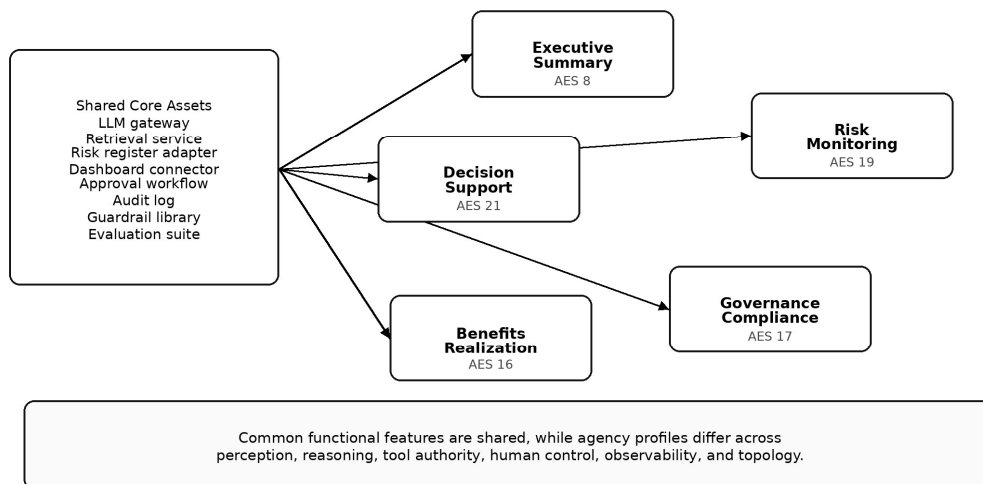 Shared Core Assets
LLM gateway
Retrieval service
Risk register adapter
Dashboard connector
Approval workflow
Audit log
Guardrail library
Evaluation suite
Executive
Summary
AES 8
Risk
Monitoring
AES 19
Decision
Support
AES 21
Governance
Compliance
AES 17
Benefits
Realization
AES 16
Common functional features are shared, while agency profiles differ across
perception, reasoning, tool authority, human control, observability, and topology.